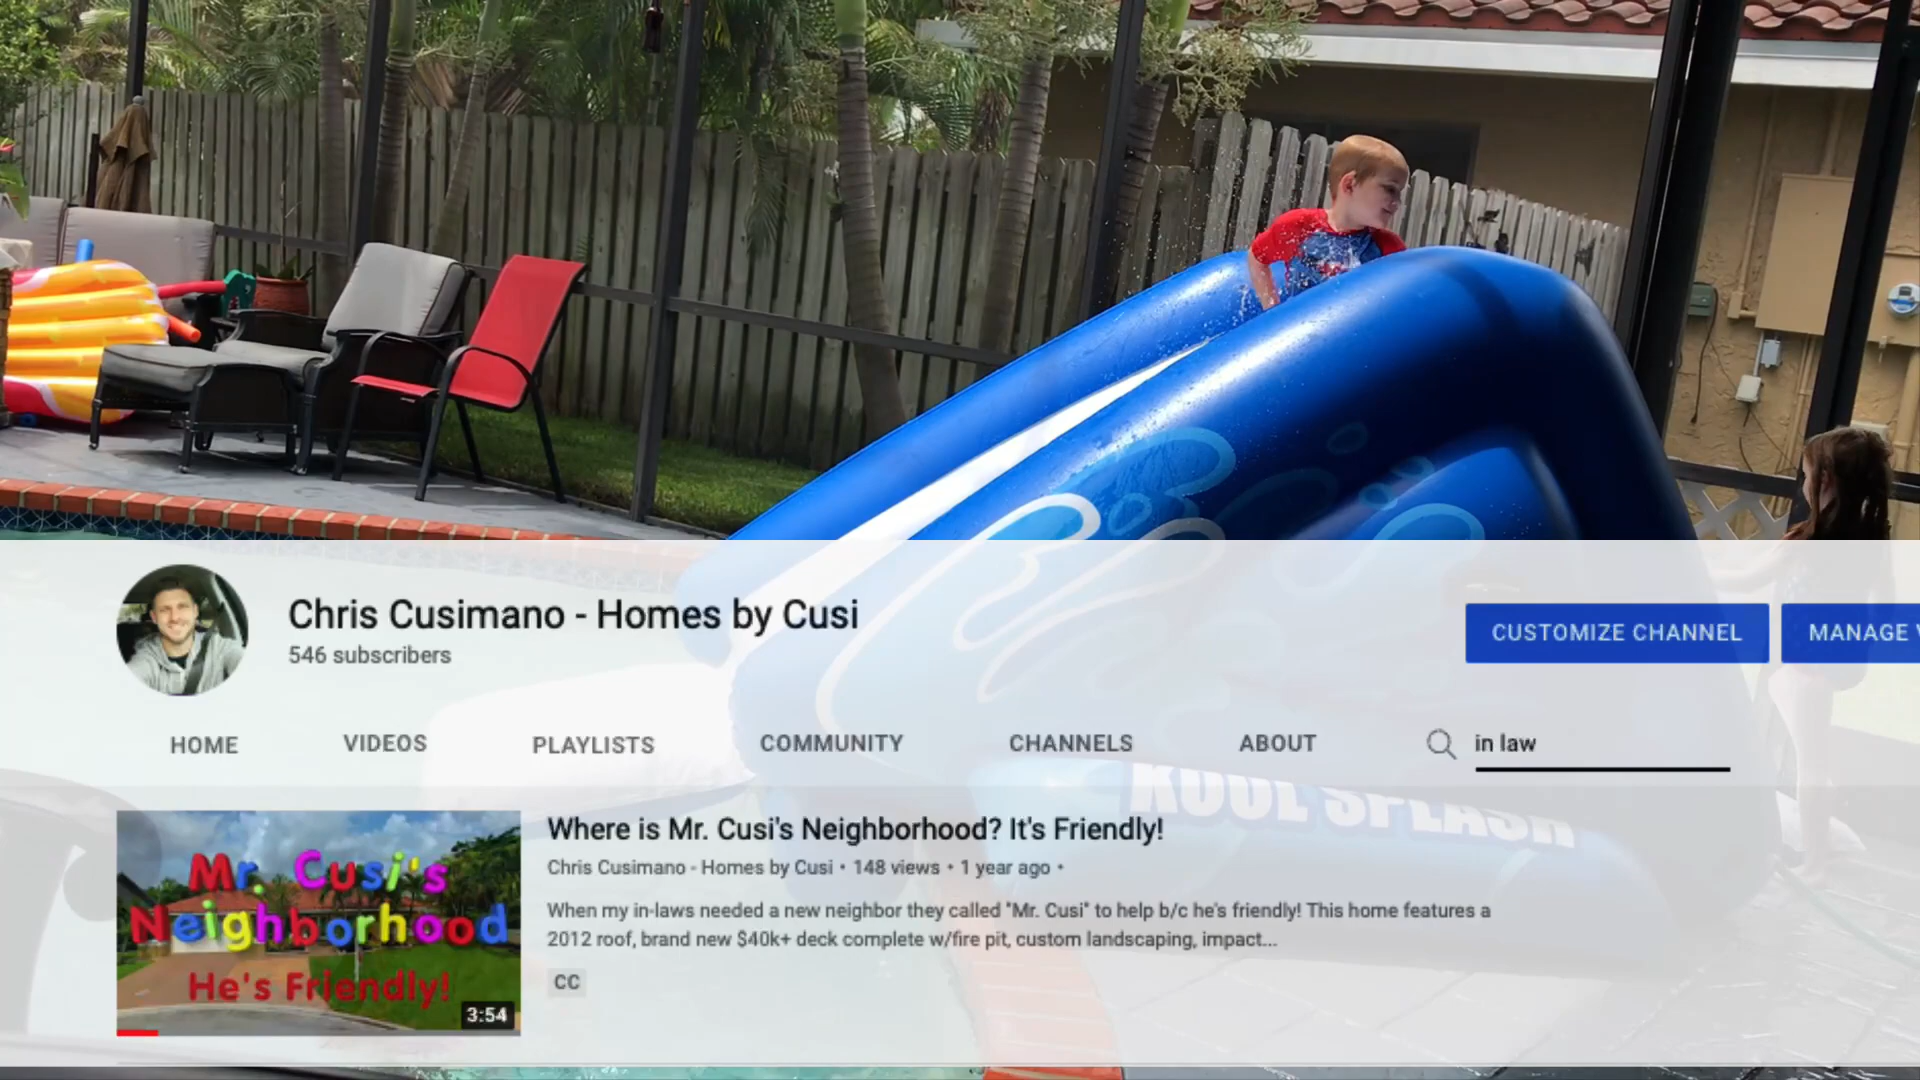 Chris Cusimano - Homes by Cusi
546 subscribers
CUSTOMIZE CHANNEL
MANAGE
HOME
VIDEOS
PLAYLISTS
COMMUNITY
CHANNELS
ABOUT
in law
KOOL SPLASH
Mr. Cusi's
Neighborhood
He's Friendly!
3:54
Where is Mr. Cusi's Neighborhood? It's Friendly!
Chris Cusimano - Homes by Cusi • 148 views • 1 year ago •
When my in-laws needed a new neighbor they called "Mr. Cusi" to help b/c he's friendly! This home features a
2012 roof, brand new $40k+ deck complete w/fire pit, custom landscaping, impact...
CC